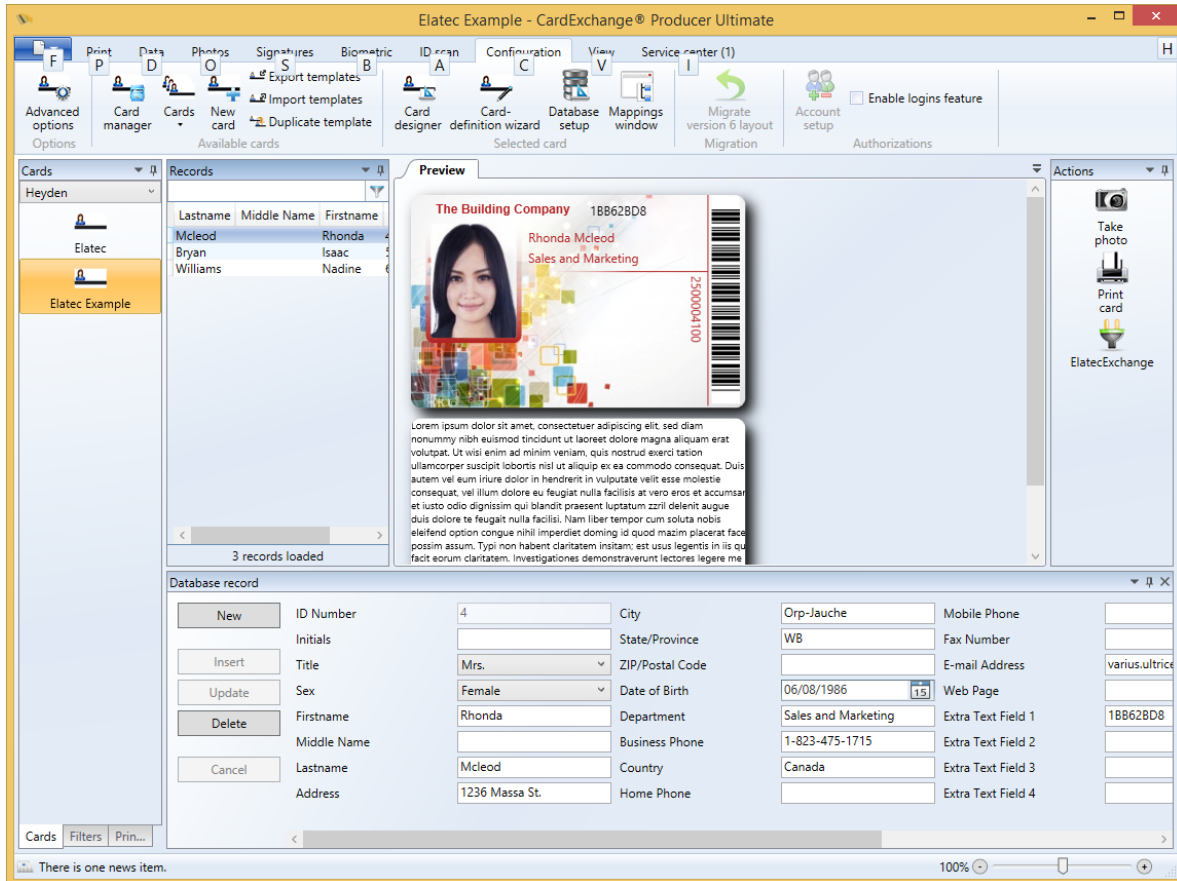 Elatec Example - CardExchange® Producer Ultimate
Print Data Photos Signatures Biometric ID scan Configuration View Service center (1)
F P D O S B A C V I H
Advanced options
Card manager
Cards
New card
Export templates
Import templates
Duplicate template
Card designer
Card-definition wizard
Database setup
Mappings window
Migrate version 6 layout
Account setup
Enable logins feature
Options Available cards Selected card Migration Authorizations
Cards
Heyden
Elatec
Elatec Example
Records
Lastname Middle Name Firstname
Mcleod Rhonda 4
Bryan Isaac 5
Williams Nadine 6
3 records loaded
Preview
The Building Company 1BB62BD8
Rhonda Mcleod
Sales and Marketing
2500004100
Lorem ipsum dolor sit amet, consectetuer adipiscing elit, sed diam
nonummy nibh euismod tincidunt ut laoreet dolore magna aliquam erat
volutpat. Ut wisi enim ad minim veniam, quis nostrud exerci tation
ullamcorper suscipit lobortis nisl ut aliquip ex ea commodo consequat. Duis
autem vel eum iriure dolor in hendrerit in vulputate velit esse molestie
consequat, vel illum dolore eu feugiat nulla facilisis at vero eros et accumsan
et iusto odio dignissim qui blandit praesent luptatum zzril delenit augue
duis dolore te feugait nulla facilisi. Nam liber tempor cum soluta nobis
eleifend option congue nihil imperdiet doming id quod mazim placerat face
possim assum. Typi non habent claritatem insitam; est usus legentis in iis qu
facit eorum claritatem. Investigationes demonstraverunt lectores legere me
Actions
Take photo
Print card
ElatecExchange
Database record
New
Insert
Update
Delete
Cancel
ID Number 4
Initials
Title Mrs.
Sex Female
Firstname Rhonda
Middle Name
Lastname Mcleod
Address 1236 Massa St.
City Orp-Jauche
State/Province WB
ZIP/Postal Code
Date of Birth 06/08/1986 15
Department Sales and Marketing
Business Phone 1-823-475-1715
Country Canada
Home Phone
Mobile Phone
Fax Number
E-mail Address varius.ultrice
Web Page
Extra Text Field 1 1BB62BD8
Extra Text Field 2
Extra Text Field 3
Extra Text Field 4
Cards Filters Prin...
There is one news item.
100%